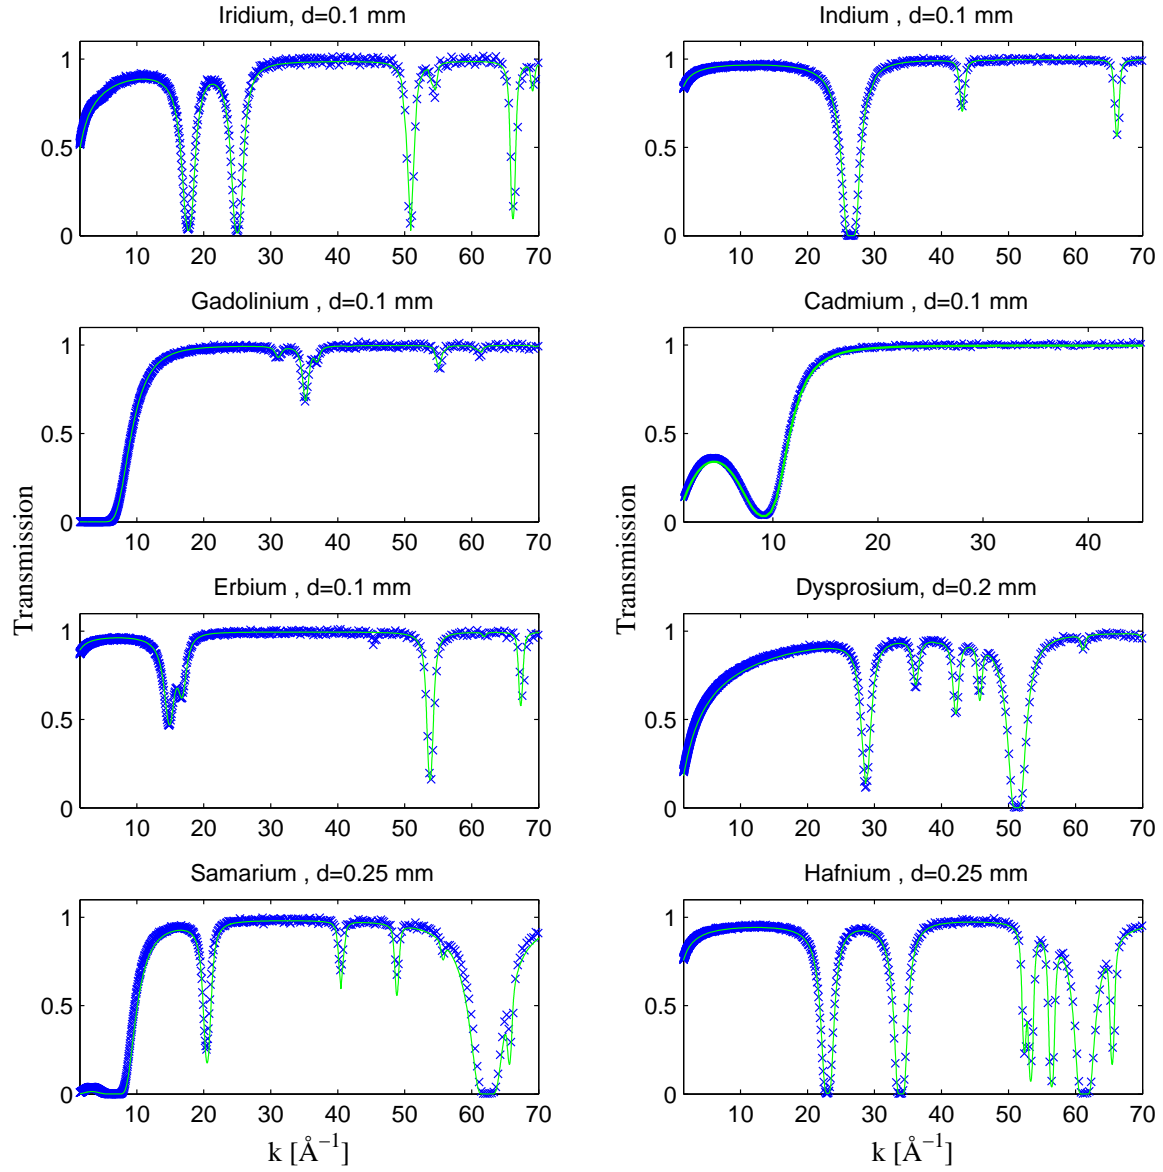 Iridium, d=0.1 mm
1
0.5
0
10 20 30 40 50 60 70
Indium , d=0.1 mm
1
0.5
0
10 20 30 40 50 60 70
Gadolinium , d=0.1 mm
1
0.5
0
10 20 30 40 50 60 70
Cadmium , d=0.1 mm
1
0.5
0
10 20 30 40
Transmission
Transmission
Erbium , d=0.1 mm
1
0.5
0
10 20 30 40 50 60 70
Dysprosium, d=0.2 mm
1
0.5
0
10 20 30 40 50 60 70
Samarium , d=0.25 mm
1
0.5
0
10 20 30 40 50 60 70
k [Å⁻¹]
Hafnium , d=0.25 mm
1
0.5
0
10 20 30 40 50 60 70
k [Å⁻¹]